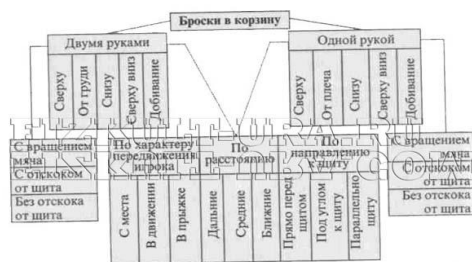 Броски в корзину
Двумя руками
Одной рукой
Сверху
От груди
Снизу
Сверху вниз
Добивание
Сверху
От плеча
Снизу
Сверху вниз
Добивание
С вращением
мяча
С отскоком
от щита
Без отскока
от щита
По характеру
передвижения
игрока
По
расстоянию
По
направлению
к щиту
С вращением
мяча
С отскоком
от щита
Без отскока
от щита
С места
В движении
В прыжке
Дальние
Средние
Ближние
Прямо перед
щитом
Под углом
к щиту
Параллельно
щиту